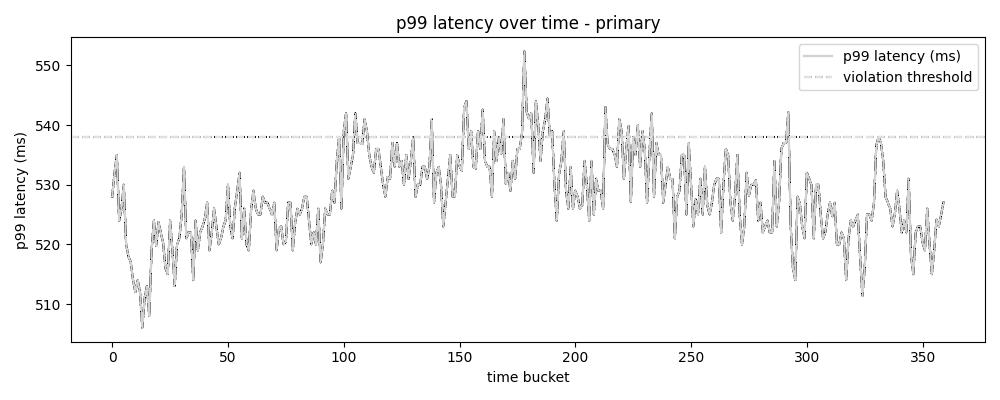 p99 latency over time - primary
p99 latency (ms)
violation threshold
p99 latency (ms)
550
540
530
520
510
0 50 100 150 200 250 300 350
time bucket